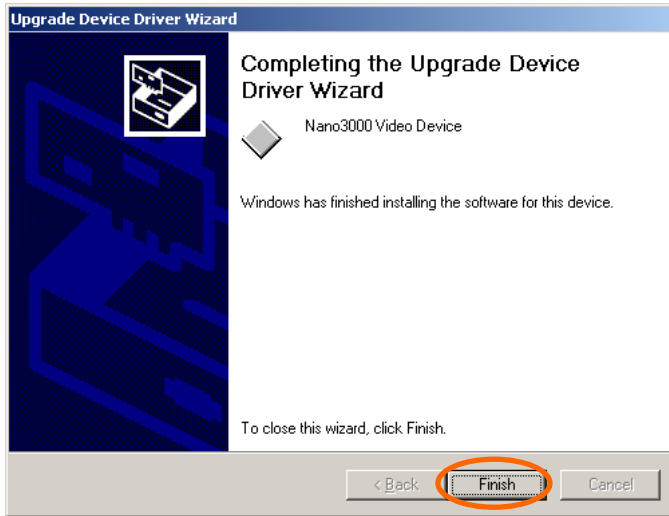 Upgrade Device Driver Wizard
Completing the Upgrade Device
Driver Wizard
Nano3000 Video Device
Windows has finished installing the software for this device.
To close this wizard, click Finish.
< Back
Finish
Cancel